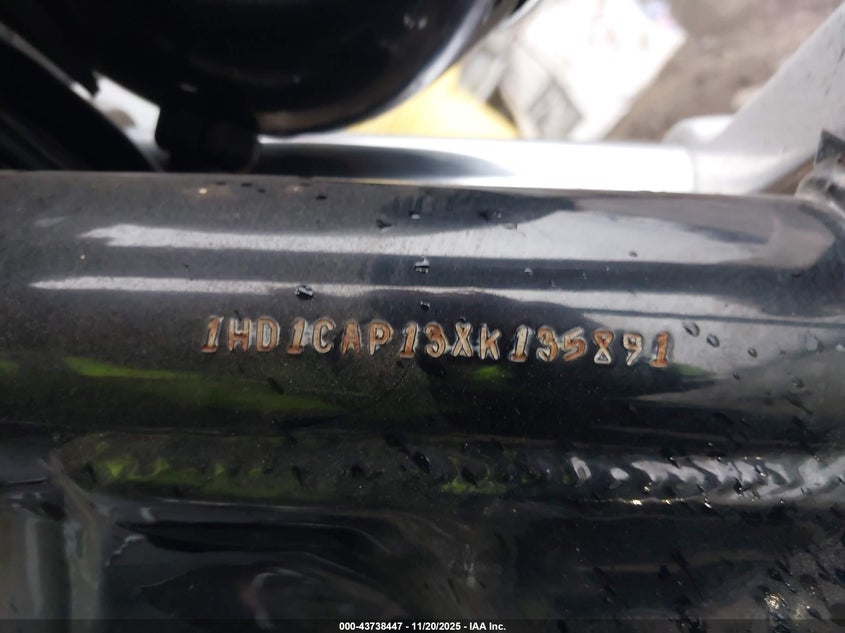 1HD1CAP13XK135891
000-43738447 - 11/20/2025 - IAA Inc.